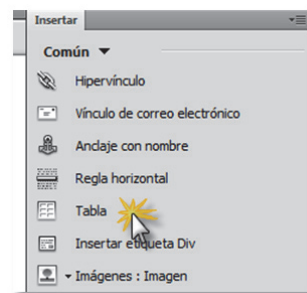 Insertar
Común
Hipervínculo
Vínculo de correo electrónico
Anclaje con nombre
Regla horizontal
Tabla
Insertar etiqueta Div
Imágenes : Imagen